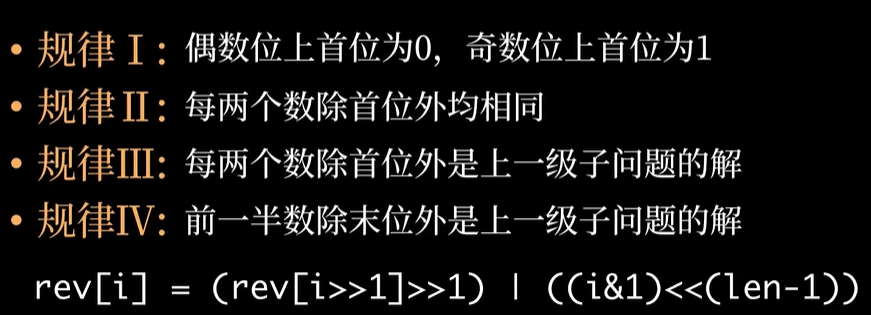 • 规律Ⅰ: 偶数位上首位为0，奇数位上首位为1
• 规律Ⅱ: 每两个数除首位外均相同
• 规律Ⅲ: 每两个数除首位外是上一级子问题的解
• 规律Ⅳ: 前一半数除末位外是上一级子问题的解
rev[i] = (rev[i>>1]>>1) | ((i&1)<<(len-1))